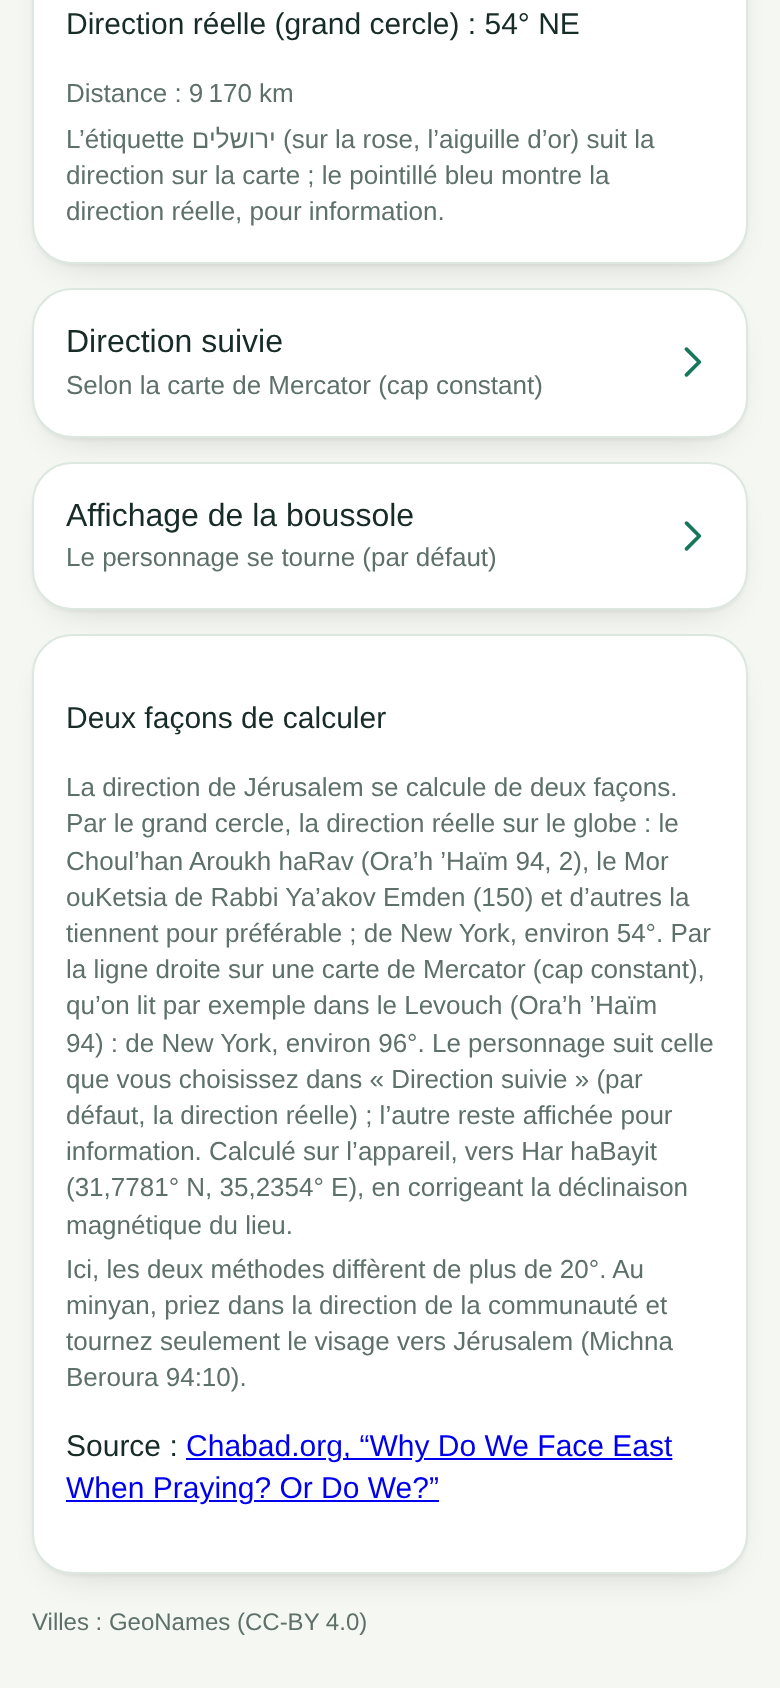 Direction réelle (grand cercle) : 54° NE
Distance : 9 170 km
L’étiquette ירושלים (sur la rose, l’aiguille d’or) suit la
direction sur la carte ; le pointillé bleu montre la
direction réelle, pour information.
Direction suivie
Selon la carte de Mercator (cap constant)
Affichage de la boussole
Le personnage se tourne (par défaut)
Deux façons de calculer
La direction de Jérusalem se calcule de deux façons.
Par le grand cercle, la direction réelle sur le globe : le
Choul’han Aroukh haRav (Ora’h ’Haïm 94, 2), le Mor
ouKetsia de Rabbi Ya’akov Emden (150) et d’autres la
tiennent pour préférable ; de New York, environ 54°. Par
la ligne droite sur une carte de Mercator (cap constant),
qu’on lit par exemple dans le Levouch (Ora’h ’Haïm
94) : de New York, environ 96°. Le personnage suit celle
que vous choisissez dans « Direction suivie » (par
défaut, la direction réelle) ; l’autre reste affichée pour
information. Calculé sur l’appareil, vers Har haBayit
(31,7781° N, 35,2354° E), en corrigeant la déclinaison
magnétique du lieu.
Ici, les deux méthodes diffèrent de plus de 20°. Au
minyan, priez dans la direction de la communauté et
tournez seulement le visage vers Jérusalem (Michna
Beroura 94:10).
Source : Chabad.org, “Why Do We Face East
When Praying? Or Do We?”
Villes : GeoNames (CC-BY 4.0)